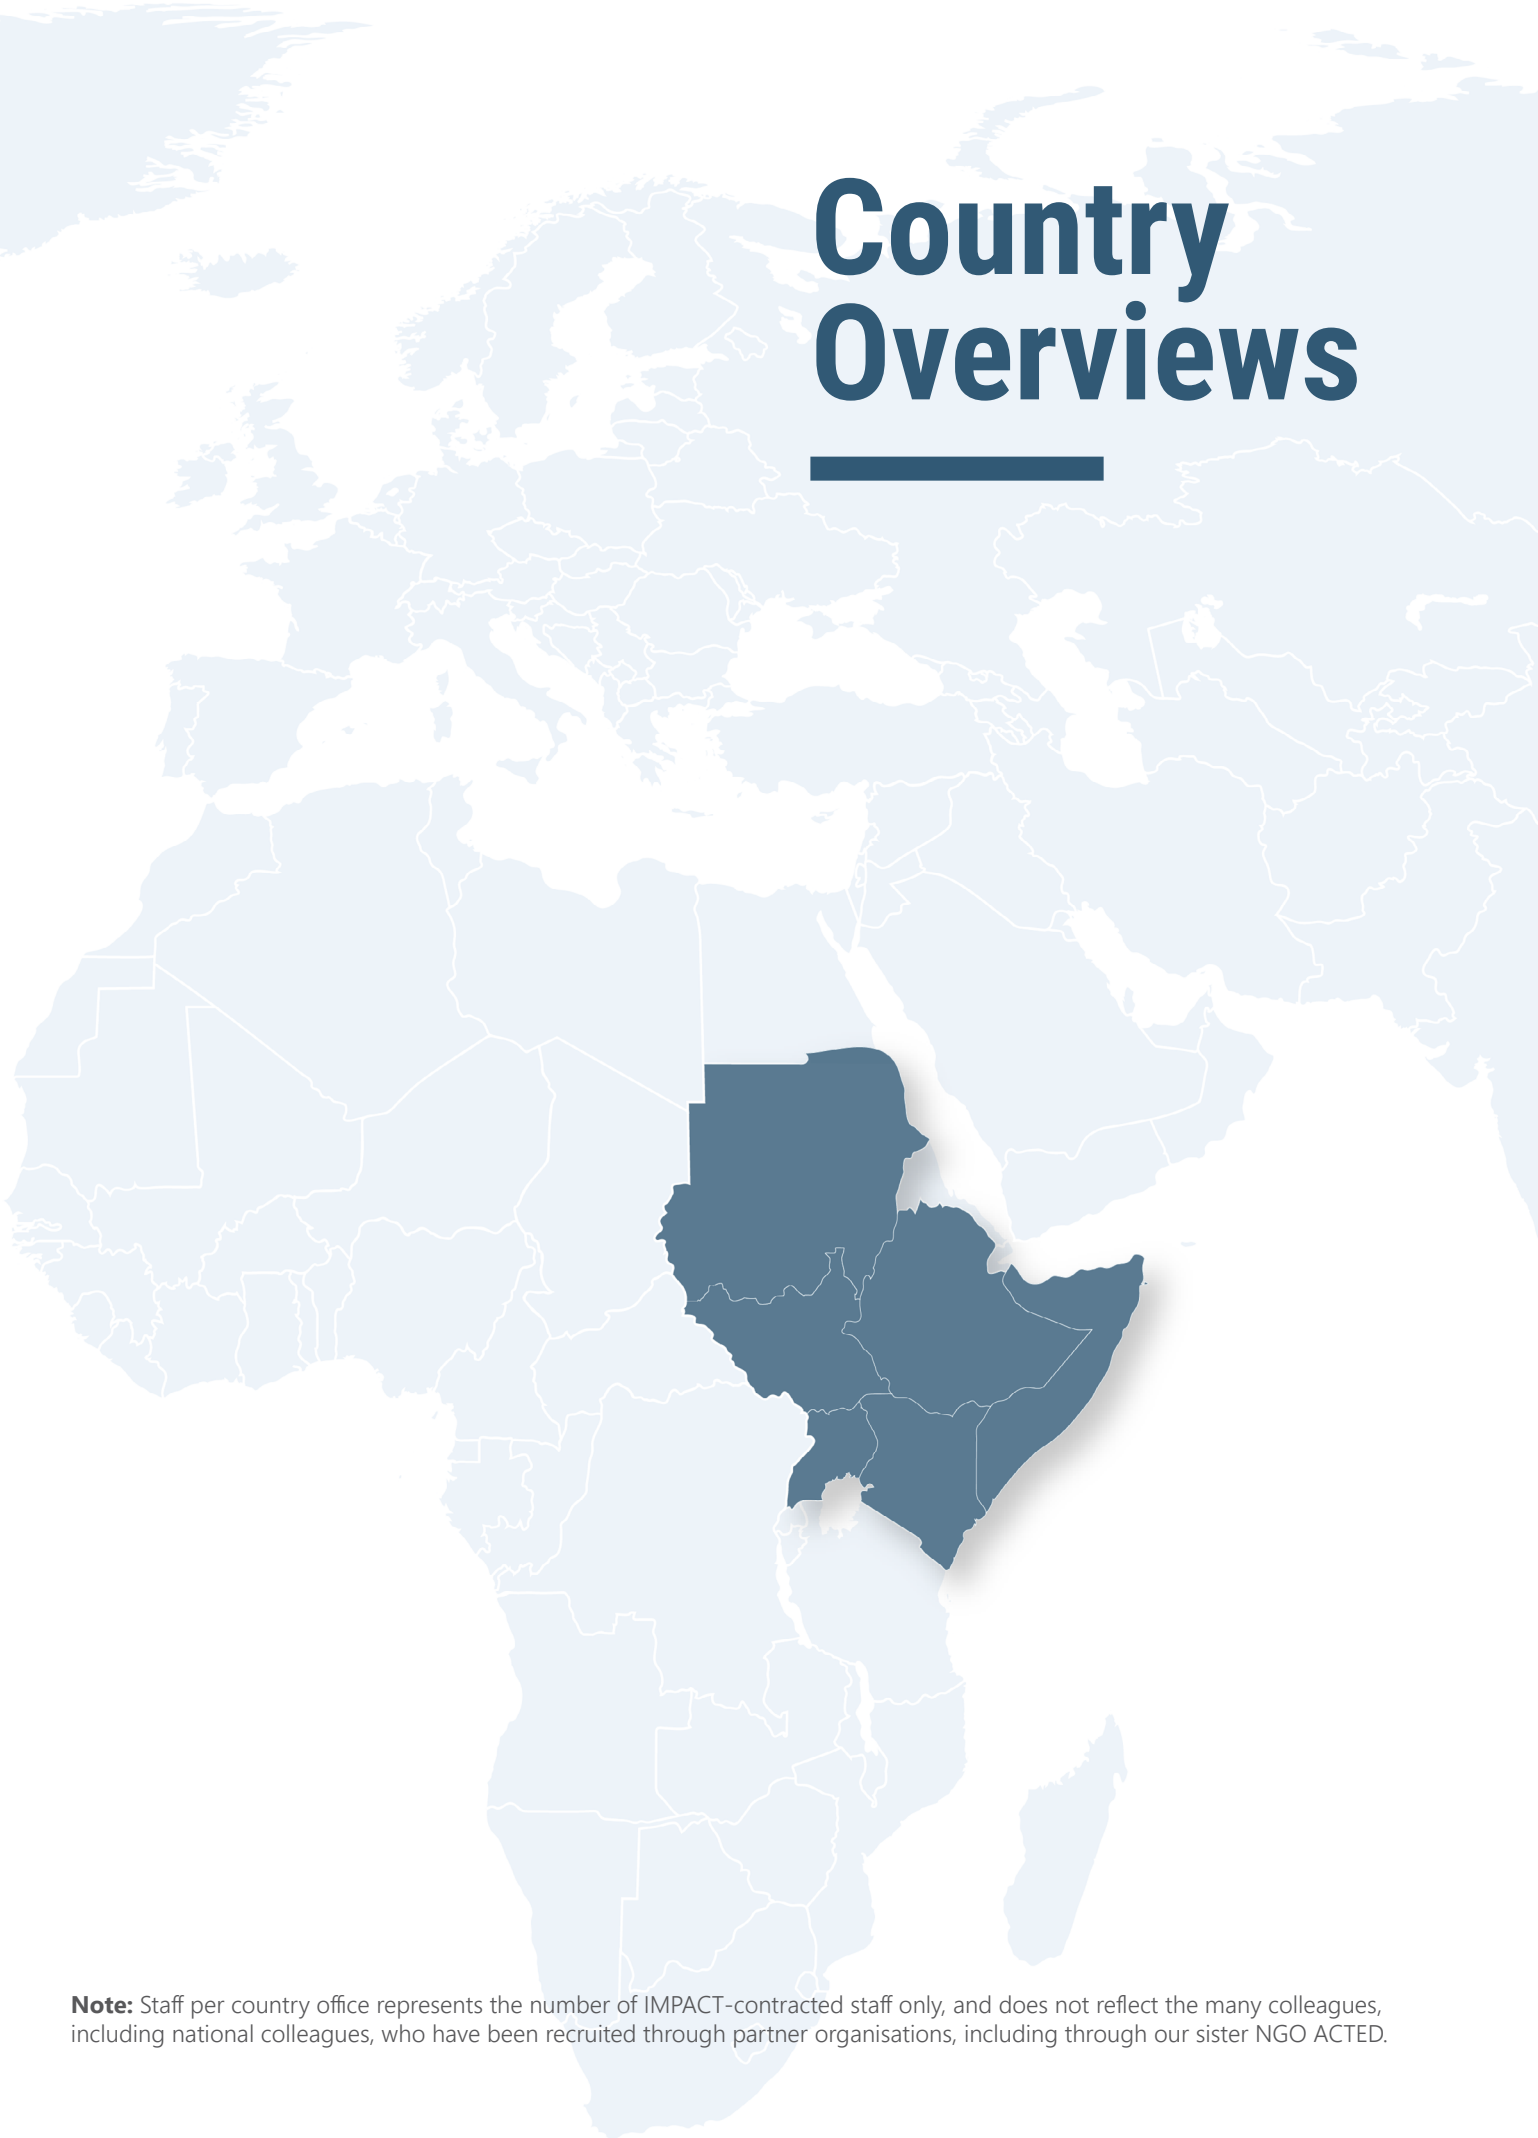 Country
Overviews
Note: Staff per country office represents the number of IMPACT-contracted staff only, and does not reflect the many colleagues,
including national colleagues, who have been recruited through partner organisations, including through our sister NGO ACTED.